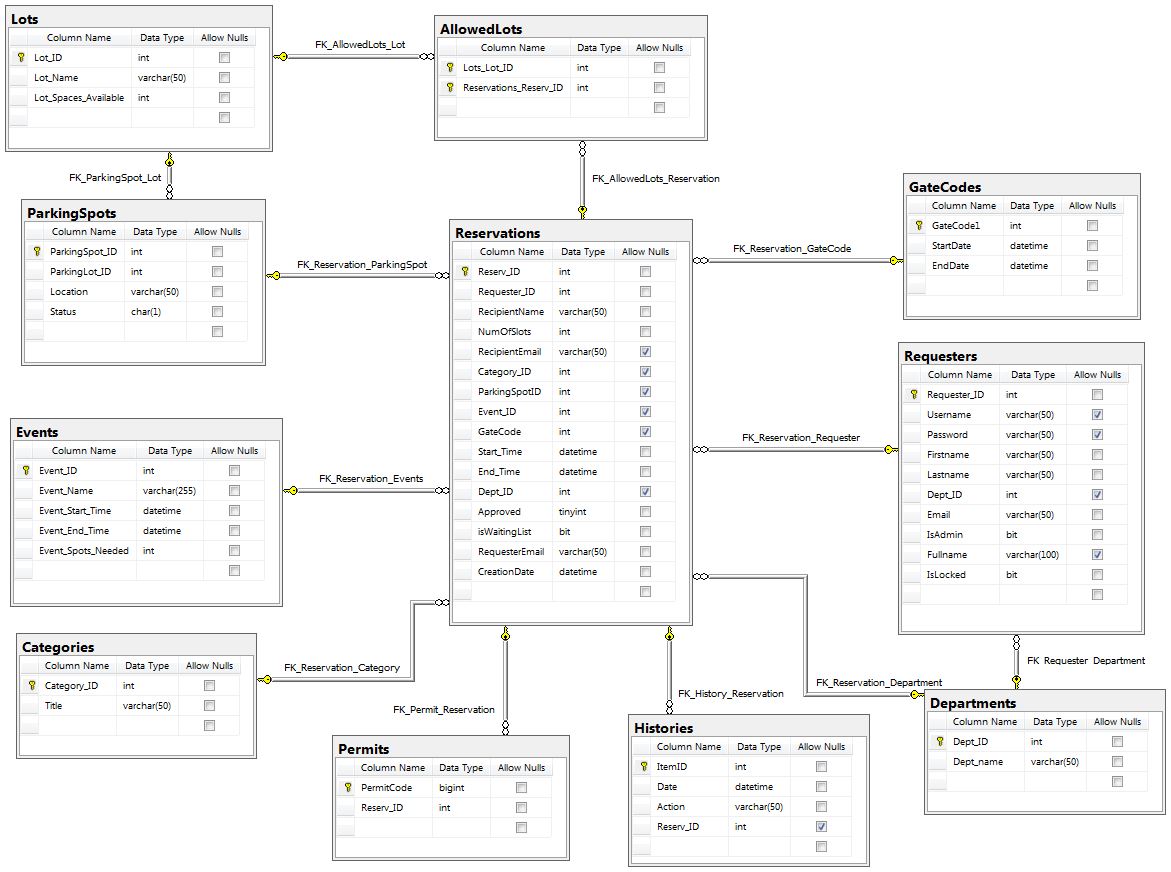 Lots
Column Name Data Type Allow Nulls
Lot_ID int
Lot_Name varchar(50)
Lot_Spaces_Available int
FK_AllowedLots_Lot
AllowedLots
Column Name Data Type Allow Nulls
Lots_Lot_ID int
Reservations_Reserv_ID int
FK_ParkingSpot_Lot
FK_AllowedLots_Reservation
ParkingSpots
Column Name Data Type Allow Nulls
ParkingSpot_ID int
ParkingLot_ID int
Location varchar(50)
Status char(1)
FK_Reservation_ParkingSpot
Reservations
Column Name Data Type Allow Nulls
Reserv_ID int
Requester_ID int
RecipientName varchar(50)
NumOfSlots int
RecipientEmail varchar(50)
Category_ID int
ParkingSpotID int
Event_ID int
GateCode int
Start_Time datetime
End_Time datetime
Dept_ID int
Approved tinyint
isWaitingList bit
RequesterEmail varchar(50)
CreationDate datetime
FK_Reservation_GateCode
GateCodes
Column Name Data Type Allow Nulls
GateCode1 int
StartDate datetime
EndDate datetime
FK_Reservation_Requester
Requesters
Column Name Data Type Allow Nulls
Requester_ID int
Username varchar(50)
Password varchar(50)
Firstname varchar(50)
Lastname varchar(50)
Dept_ID int
Email varchar(50)
IsAdmin bit
Fullname varchar(100)
IsLocked bit
Events
Column Name Data Type Allow Nulls
Event_ID int
Event_Name varchar(255)
Event_Start_Time datetime
Event_End_Time datetime
Event_Spots_Needed int
FK_Reservation_Events
Categories
Column Name Data Type Allow Nulls
Category_ID int
Title varchar(50)
FK_Reservation_Category
FK_Permit_Reservation
Permits
Column Name Data Type Allow Nulls
PermitCode bigint
Reserv_ID int
FK_History_Reservation
Histories
Column Name Data Type Allow Nulls
ItemID int
Date datetime
Action varchar(50)
Reserv_ID int
FK_Reservation_Department
FK_Requester_Department
Departments
Column Name Data Type Allow Nulls
Dept_ID int
Dept_name varchar(50)